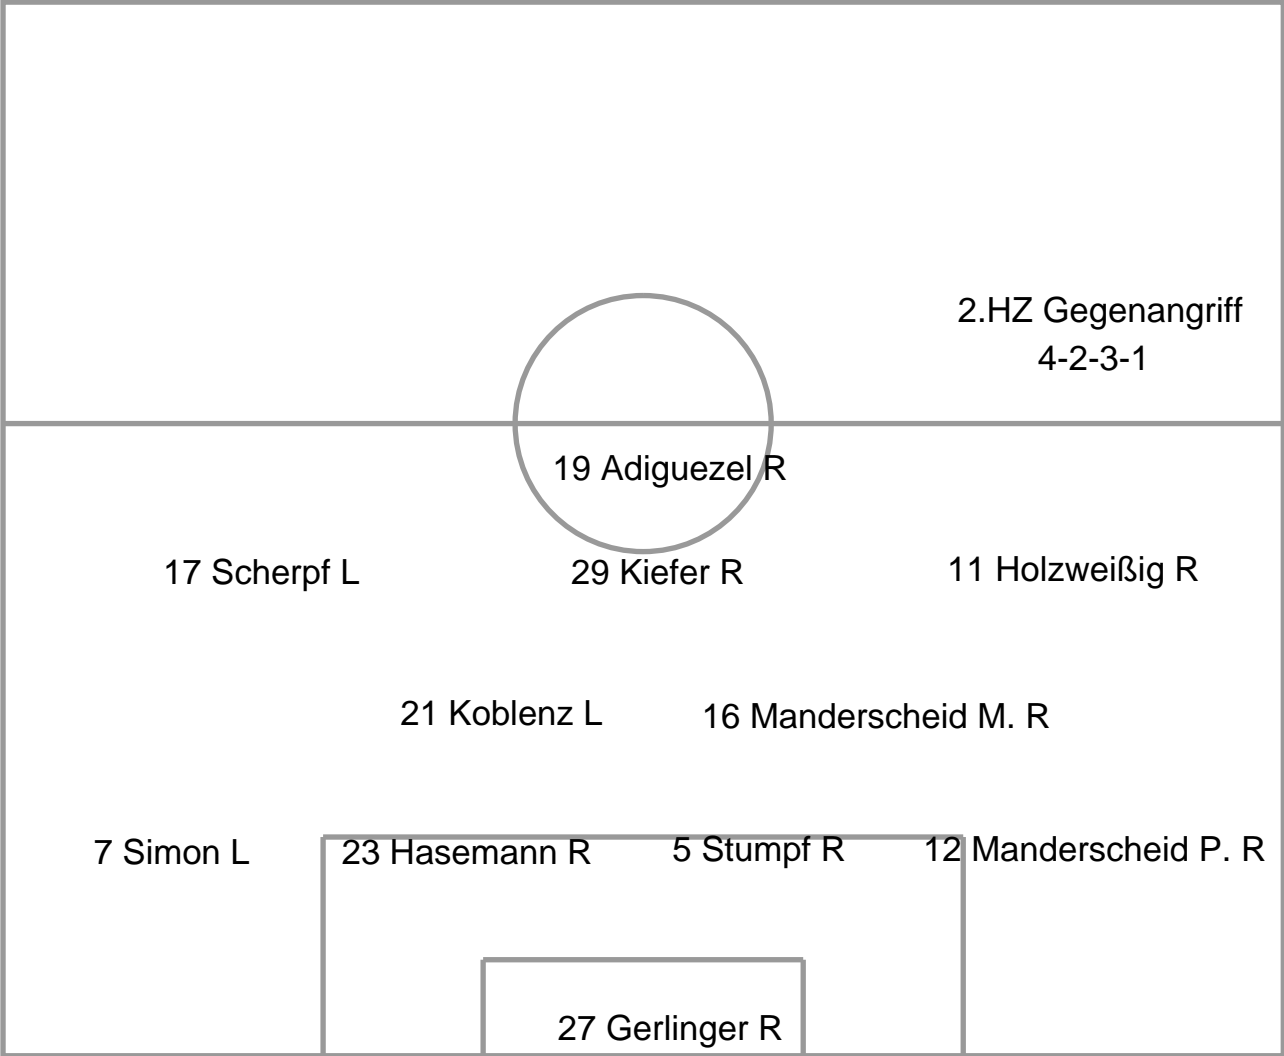 2.HZ Gegenangriff
4-2-3-1
19 Adiguezel R
17 Scherpf L
29 Kiefer R
11 Holzweißig R
21 Koblenz L
16 Manderscheid M. R
7 Simon L
23 Hasemann R
5 Stumpf R
12 Manderscheid P. R
27 Gerlinger R